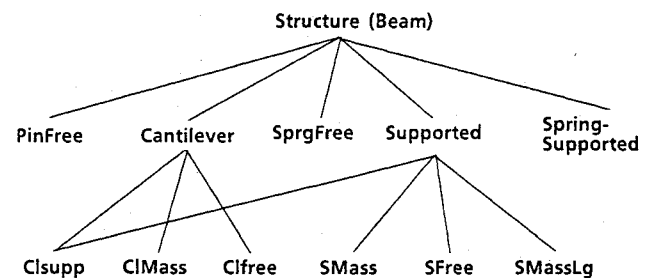 Structure (Beam)
PinFree Cantilever SprgFree Supported Spring-
Supported
Clsupp ClMass Clfree SMass SFree SMassLg